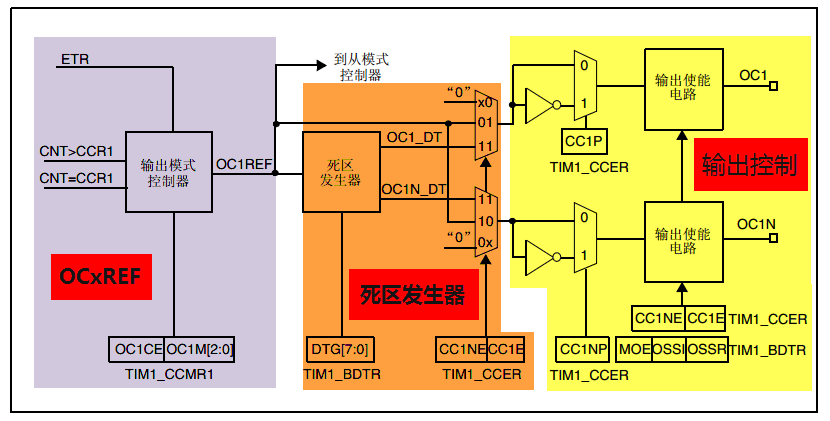 ETR
到从模式
控制器
"0"
x0
01
11
0
1
输出使能
电路
OC1
CC1P
TIM1_CCER
CNT>CCR1
CNT=CCR1
输出模式
控制器
OC1REF
死区
发生器
OC1_DT
OC1N_DT
输出控制
11
10
0x
"0"
0
1
输出使能
电路
OC1N
OCxREF
死区发生器
CC1NE CC1E
TIM1_CCER
OC1CE OC1M[2:0]
TIM1_CCMR1
DTG[7:0]
TIM1_BDTR
CC1NE CC1E
TIM1_CCER
CC1NP
TIM1_CCER
MOE OSSI OSSR
TIM1_BDTR